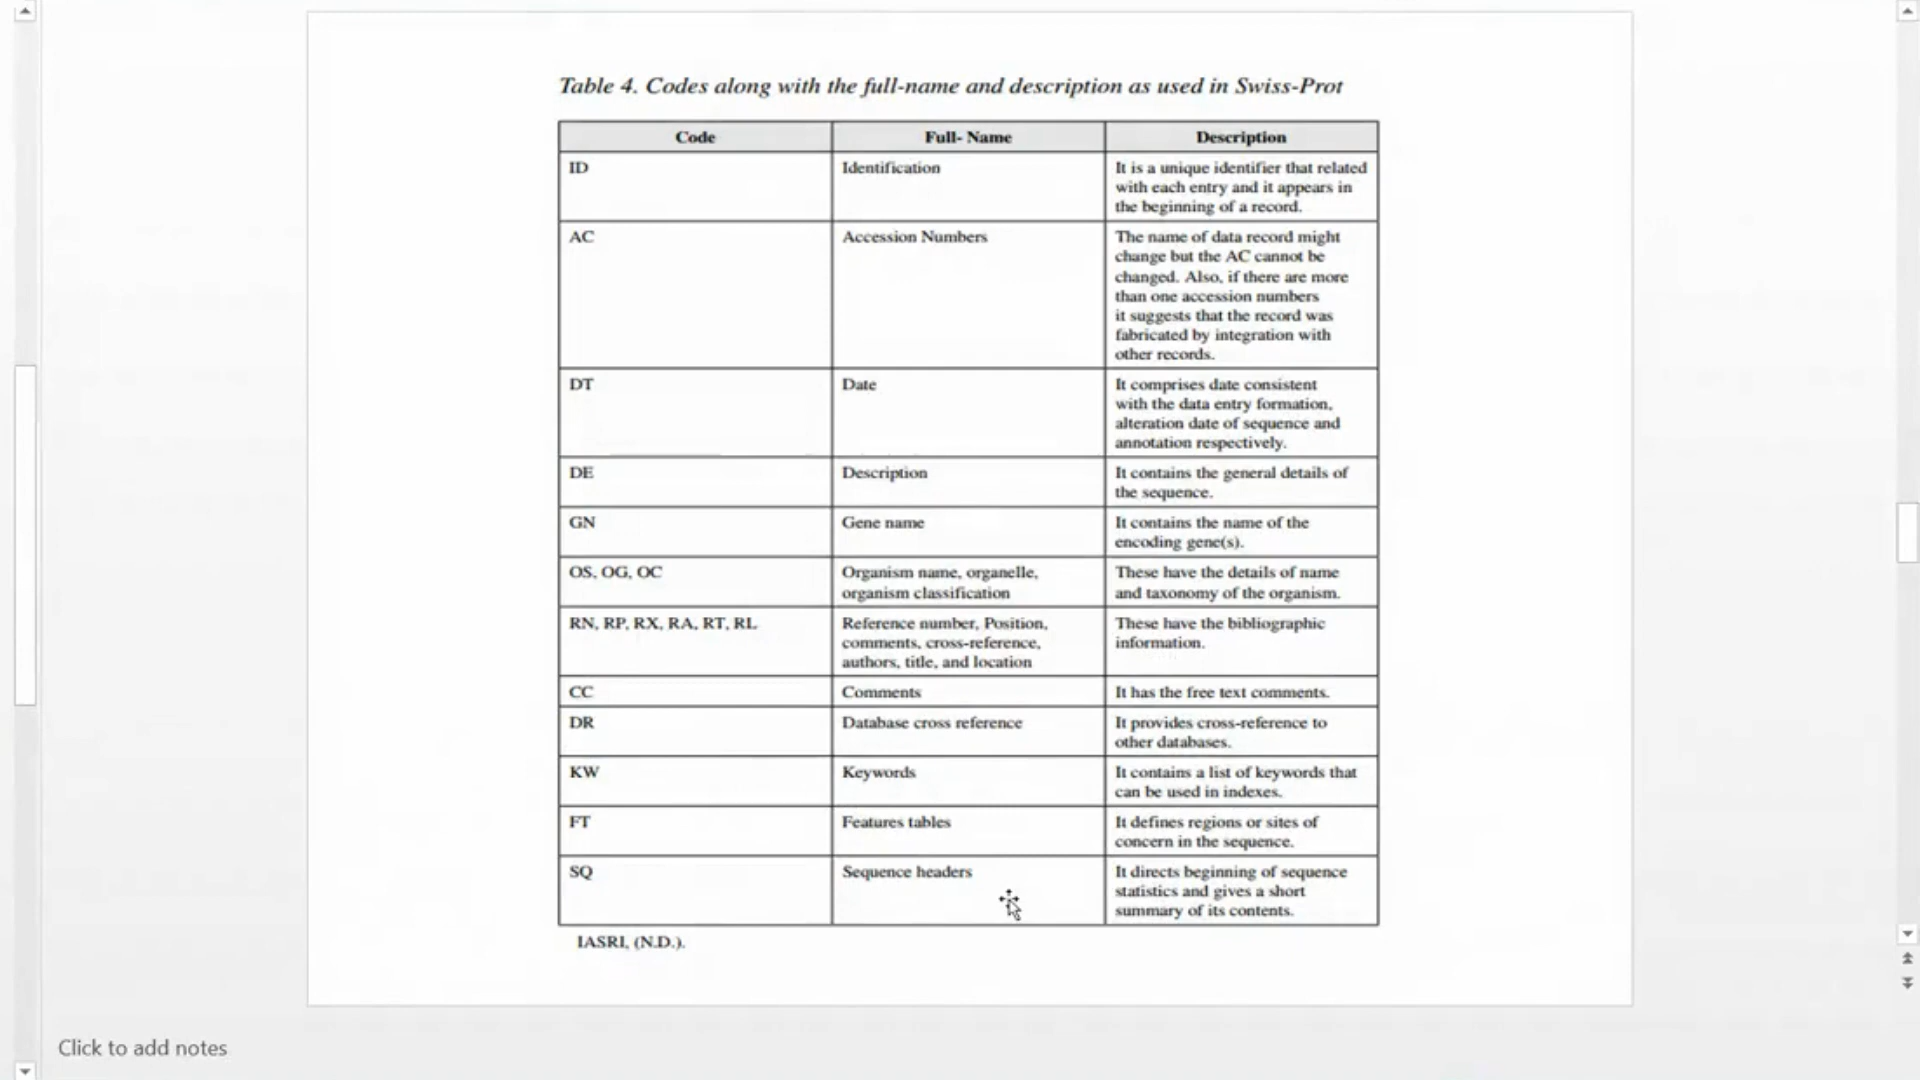 Table 4. Codes along with the full-name and description as used in Swiss-Prot
Code Full- Name Description
ID Identification It is a unique identifier that related
with each entry and it appears in
the beginning of a record.
AC Accession Numbers The name of data record might
change but the AC cannot be
changed. Also, if there are more
than one accession numbers
it suggests that the record was
fabricated by integration with
other records.
DT Date It comprises date consistent
with the data entry formation,
alteration date of sequence and
annotation respectively.
DE Description It contains the general details of
the sequence.
GN Gene name It contains the name of the
encoding gene(s).
OS, OG, OC Organism name, organelle, These have the details of name
organism classification and taxonomy of the organism.
RN, RP, RX, RA, RT, RL Reference number, Position, These have the bibliographic
comments, cross-reference, information.
authors, title, and location
CC Comments It has the free text comments.
DR Database cross reference It provides cross-reference to
other databases.
KW Keywords It contains a list of keywords that
can be used in indexes.
FT Features tables It defines regions or sites of
concern in the sequence.
SQ Sequence headers It directs beginning of sequence
statistics and gives a short
summary of its contents.
IASRI, (N.D.).
Click to add notes